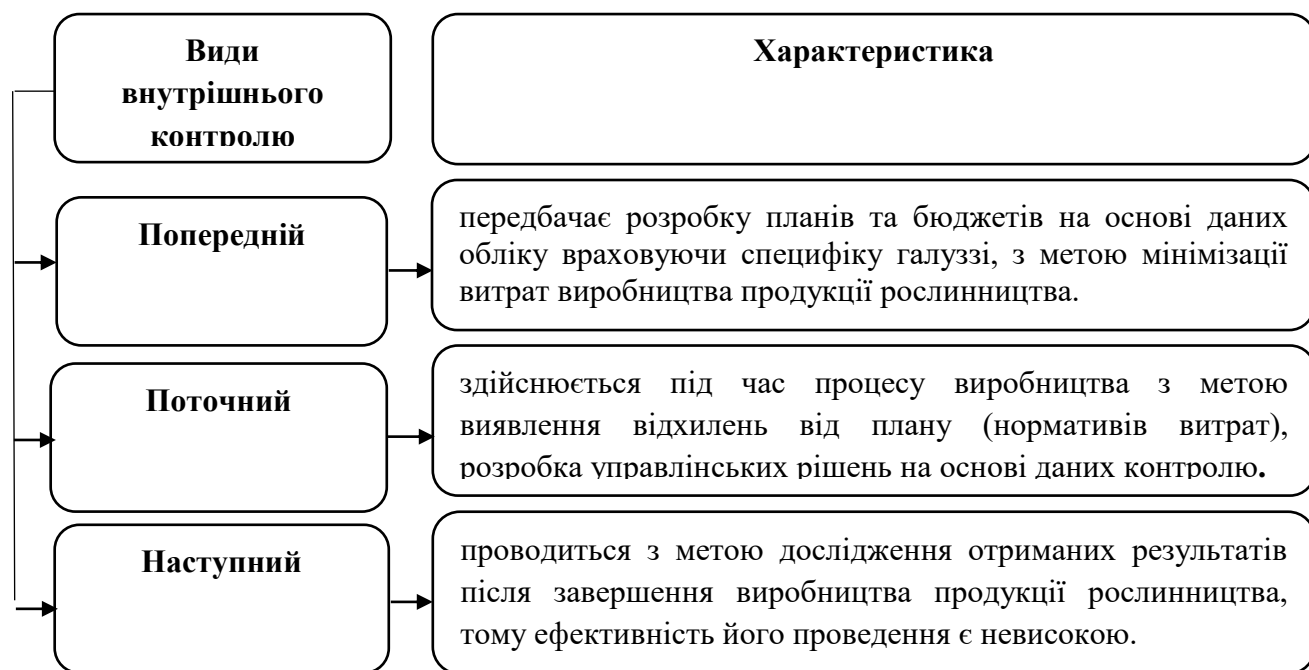 Види
внутрішнього
контролю
Характеристика
Попередній
передбачає розробку планів та бюджетів на основі даних
обліку враховуючи специфіку галуззі, з метою мінімізації
витрат виробництва продукції рослинництва.
Поточний
здійснюється під час процесу виробництва з метою
виявлення відхилень від плану (нормативів витрат),
розробка управлінських рішень на основі даних контролю.
Наступний
проводиться з метою дослідження отриманих результатів
після завершення виробництва продукції рослинництва,
тому ефективність його проведення є невисокою.